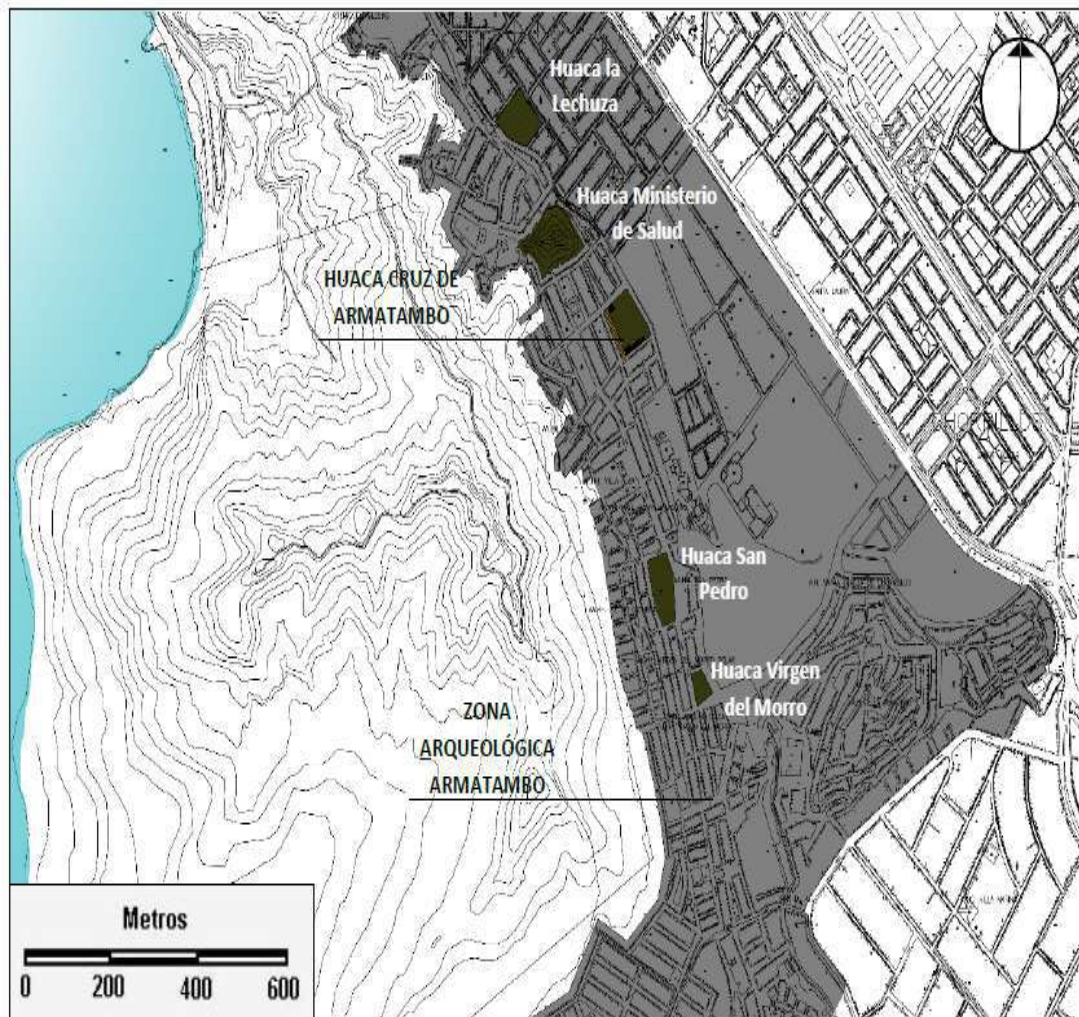 Huaca la
Lechuza
Huaca Ministerio
de Salud
HUACA CRUZ DE
ARMATAMBO
Huaca San
Pedro
Huaca Virgen
del Morro
ZONA
ARQUEOLÓGICA
ARMATAMBO
Metros
0 200 400 600